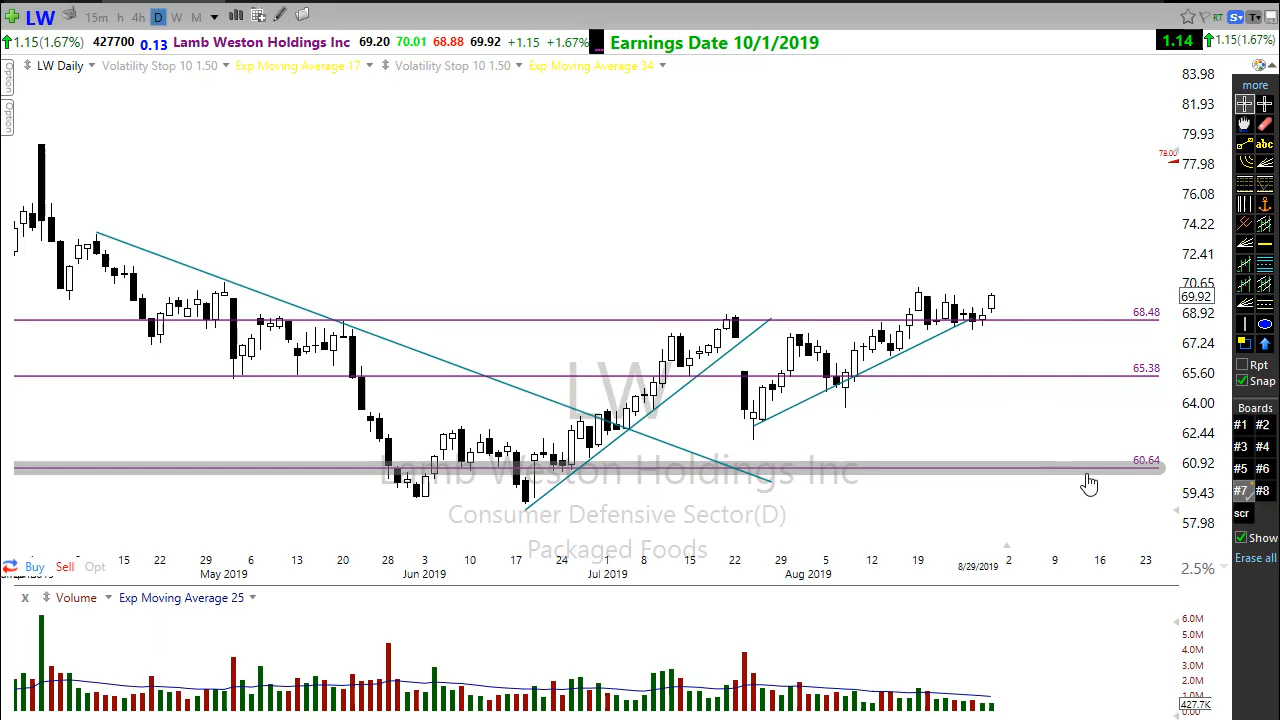 LW 15m h 4h D W M RT S T
1.15(1.67%) 427700 0.13 Lamb Weston Holdings Inc 69.20 70.01 68.88 69.92 +1.15 +1.67% Earnings Date 10/1/2019 1.14 1.15(1.67%)
LW Daily Volatility Stop 10 1.50 Exp Moving Average 17 Volatility Stop 10 1.50 Exp Moving Average 34
Option
Option
83.98
81.93
79.93
78.00
77.98
76.08
74.22
72.41
70.65
69.92
68.48
68.92
67.24
65.38
65.60
64.00
62.44
60.64
60.92
59.43
57.98
LW
Lamb Weston Holdings Inc
Consumer Defensive Sector(D)
Packaged Foods
15 22 29 6 13 20 28 3 10 17 24 1 8 15 22 29 5 12 19 2 9 16 23
May 2019 Jun 2019 Jul 2019 Aug 2019 8/29/2019
Buy Sell Opt
2.5%
X Volume Exp Moving Average 25
6.0M
5.0M
4.0M
3.0M
2.0M
1.0M
427.7K
0.00
more
abc
Rpt
Snap
Boards
#1 #2
#3 #4
#5 #6
#7 #8
scr
Show
Erase all